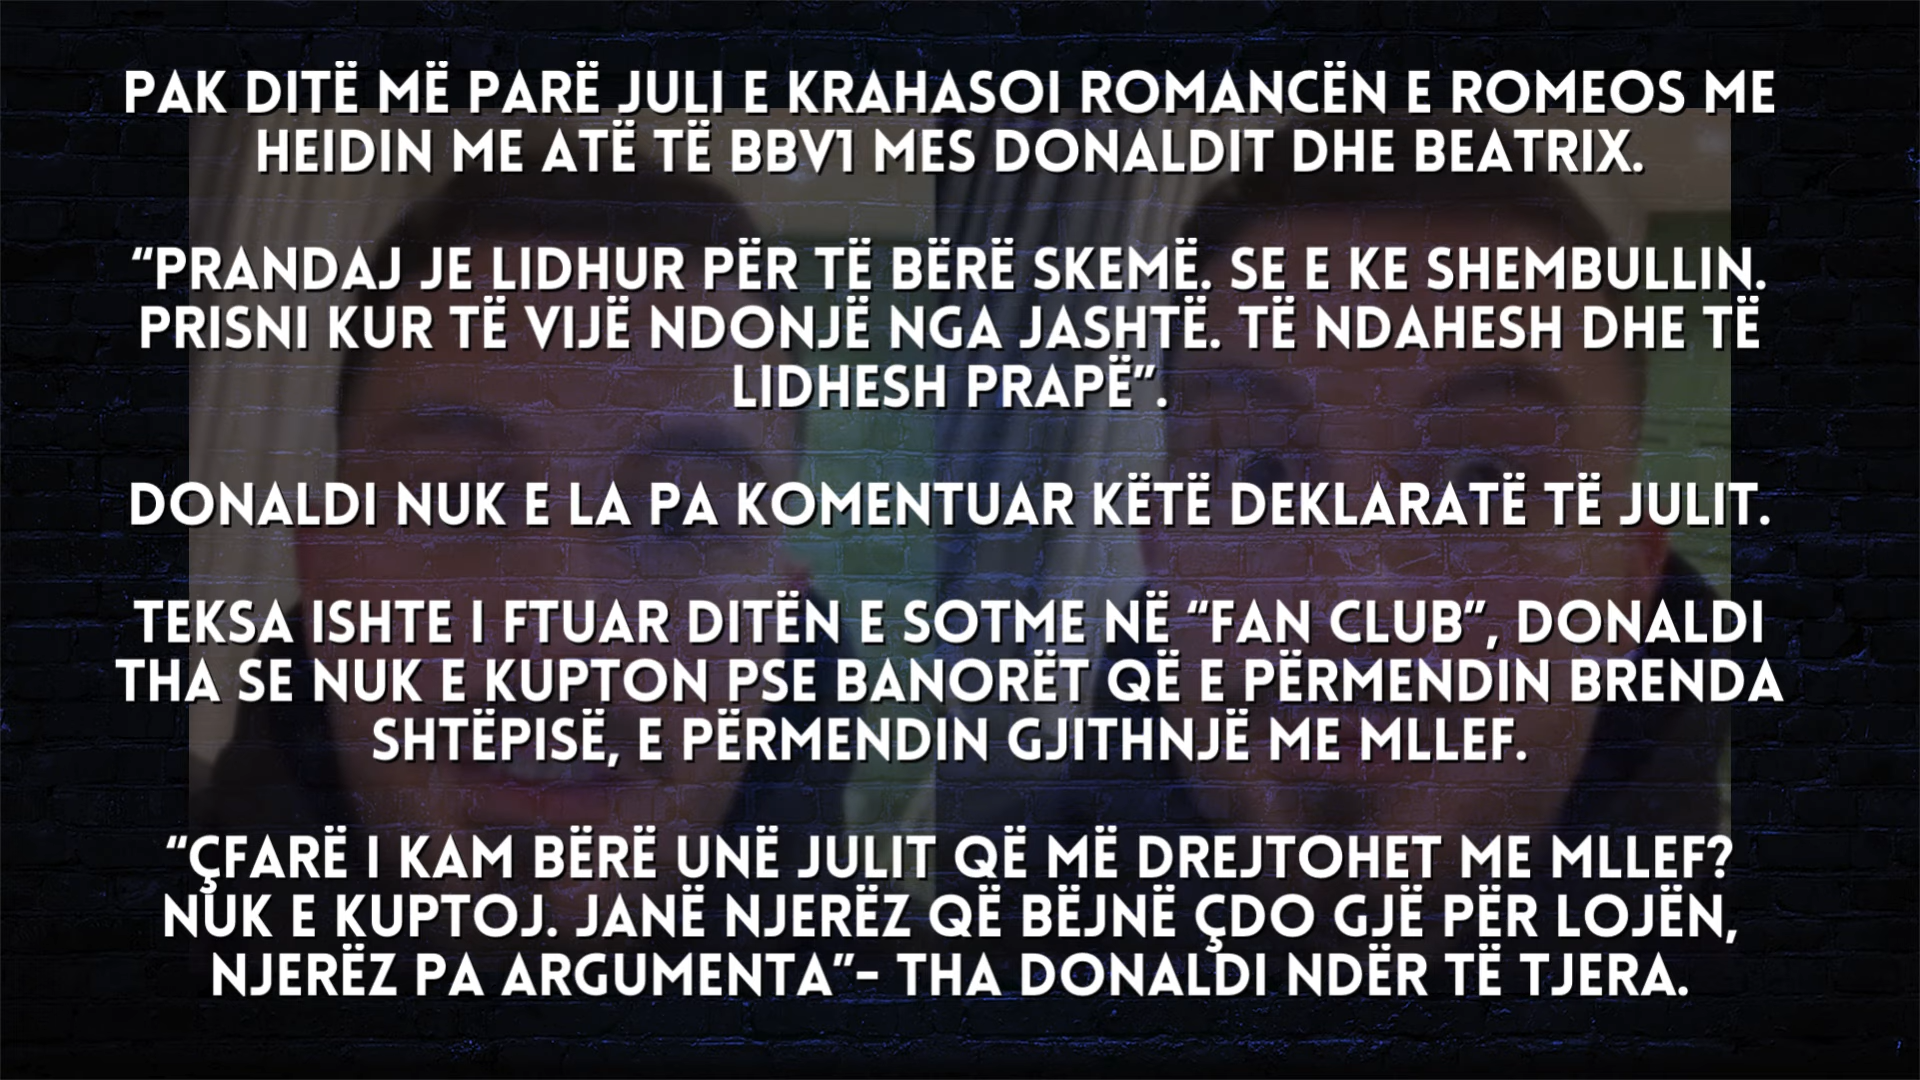 PAK DITË MË PARË JULI E KRAHASOI ROMANCËN E ROMEOS ME
HEIDIN ME ATË TË BBV1 MES DONALDIT DHE BEATRIX.
“PRANDAJ JE LIDHUR PËR TË BËRË SKEMË. SE E KE SHEMBULLIN.
PRISNI KUR TË VIJË NDONJË NGA JASHTË. TË NDAHESH DHE TË
LIDHESH PRAPË”.
DONALDI NUK E LA PA KOMENTUAR KËTË DEKLARATË TË JULIT.
TEKSA ISHTE I FTUAR DITËN E SOTME NË “FAN CLUB”, DONALDI
THA SE NUK E KUPTON PSE BANORËT QË E PËRMENDIN BRENDA
SHTËPISË, E PËRMENDIN GJITHNJË ME MLLEF.
“ÇFARË I KAM BËRË UNË JULIT QË MË DREJTOHET ME MLLEF?
NUK E KUPTOJ. JANË NJERËZ QË BËJNË ÇDO GJË PËR LOJËN,
NJERËZ PA ARGUMENTA”- THA DONALDI NDËR TË TJERA.